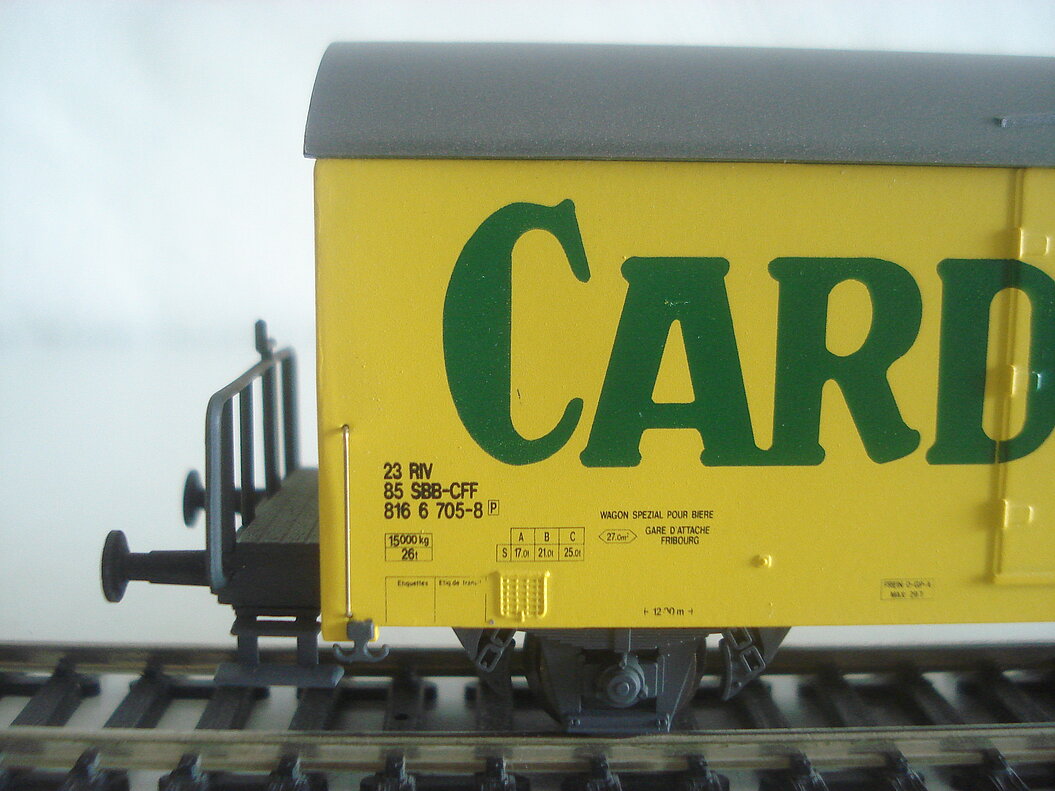 CARD
23 RIV
85 SBB-CFF
816 6 705-8 P
15000 kg
26t
A B C
S 17.0t 21.0t 25.0t
WAGON SPEZIAL POUR BIERE
27.0m² GARE D'ATTACHE
FRIBOURG
Etiquettes